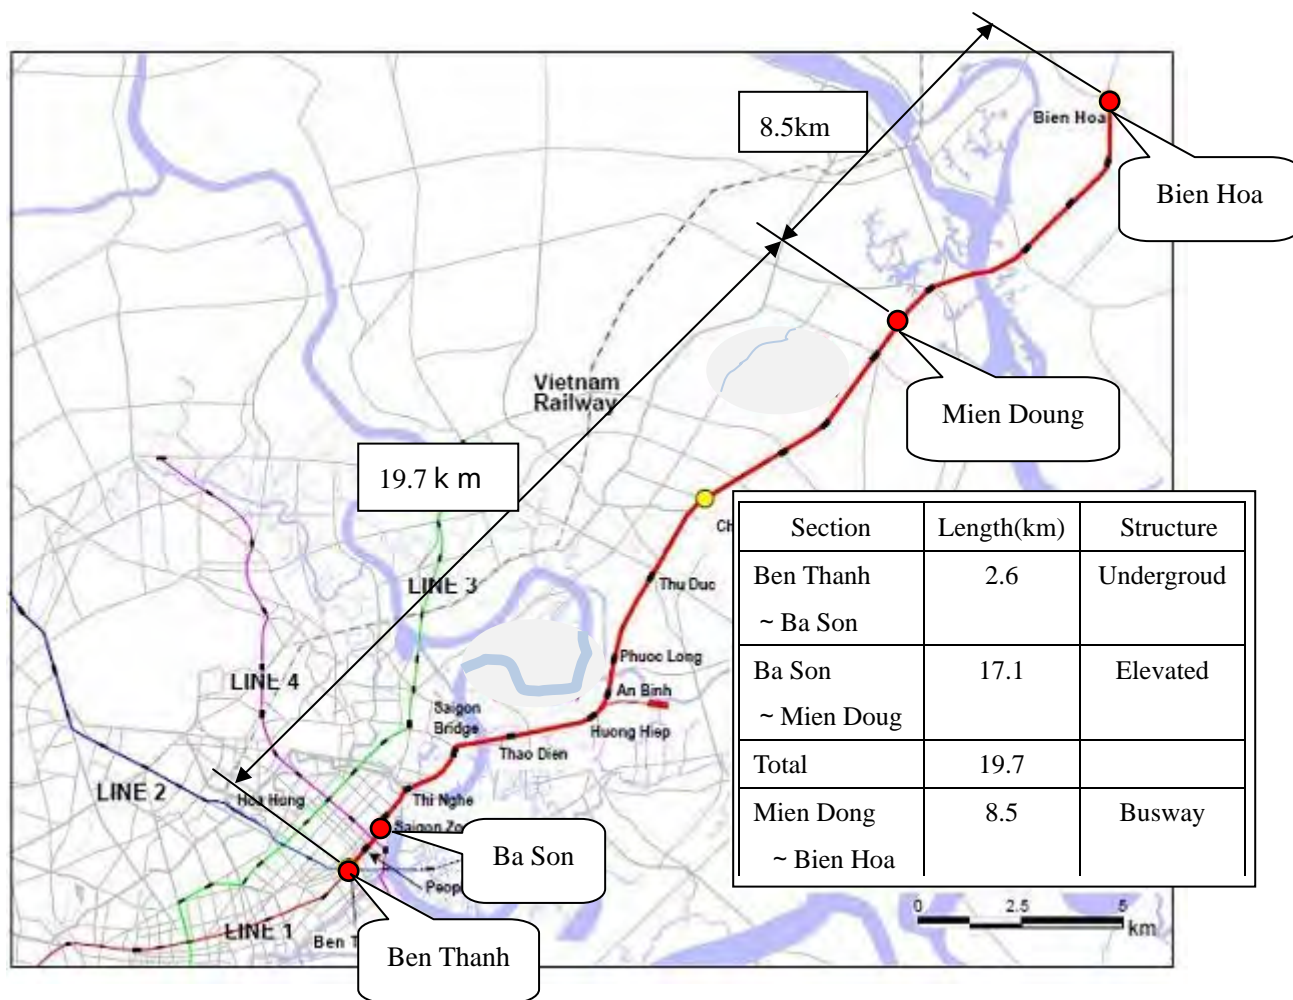 8.5km
Bien Hoa
Bien Hoa
Mien Doung
Vietnam
Railway
19.7 k m
LINE 3
Thu Duc
Phuoc Long
An Binh
LINE 4
Saigon
Bridge
Huong Hiep
Thao Dien
LINE 2
Hoa Hung
Thi Nghe
Saigon Zo
Ba Son
Peop
LINE 1
Ben T
Ben Thanh
Ch
Section Length(km) Structure
Ben Thanh 2.6 Undergroud
~ Ba Son
Ba Son 17.1 Elevated
~ Mien Doug
Total 19.7
Mien Dong 8.5 Busway
~ Bien Hoa
0 2.5 5
km